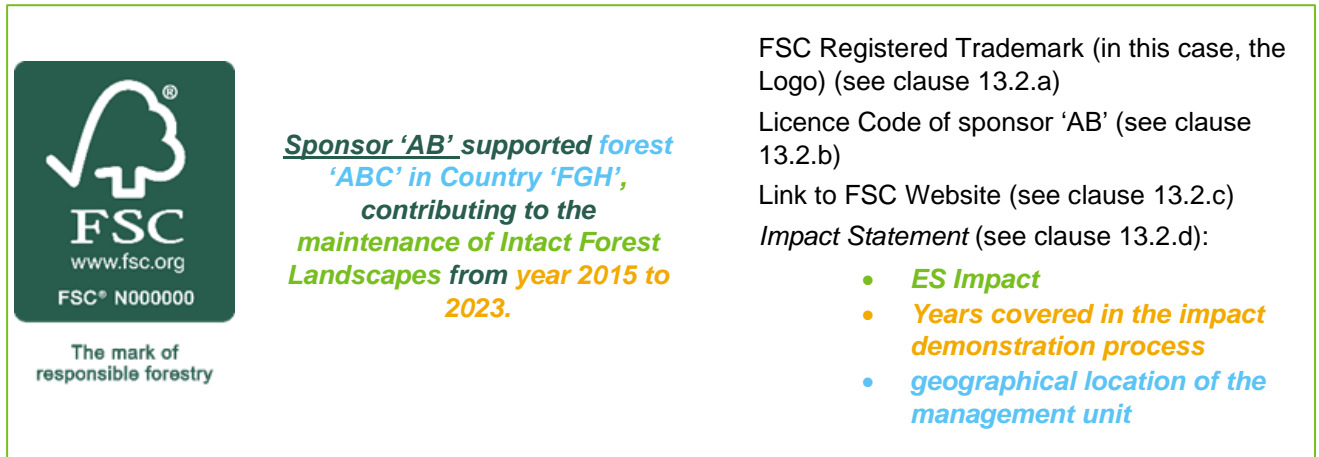 ®
FSC
www.fsc.org
FSC® N000000
The mark of
responsible forestry
Sponsor ‘AB’ supported forest
‘ABC’ in Country ‘FGH’,
contributing to the
maintenance of Intact Forest
Landscapes from year 2015 to
2023.
FSC Registered Trademark (in this case, the
Logo) (see clause 13.2.a)
Licence Code of sponsor ‘AB’ (see clause
13.2.b)
Link to FSC Website (see clause 13.2.c)
Impact Statement (see clause 13.2.d):
• ES Impact
• Years covered in the impact
demonstration process
• geographical location of the
management unit